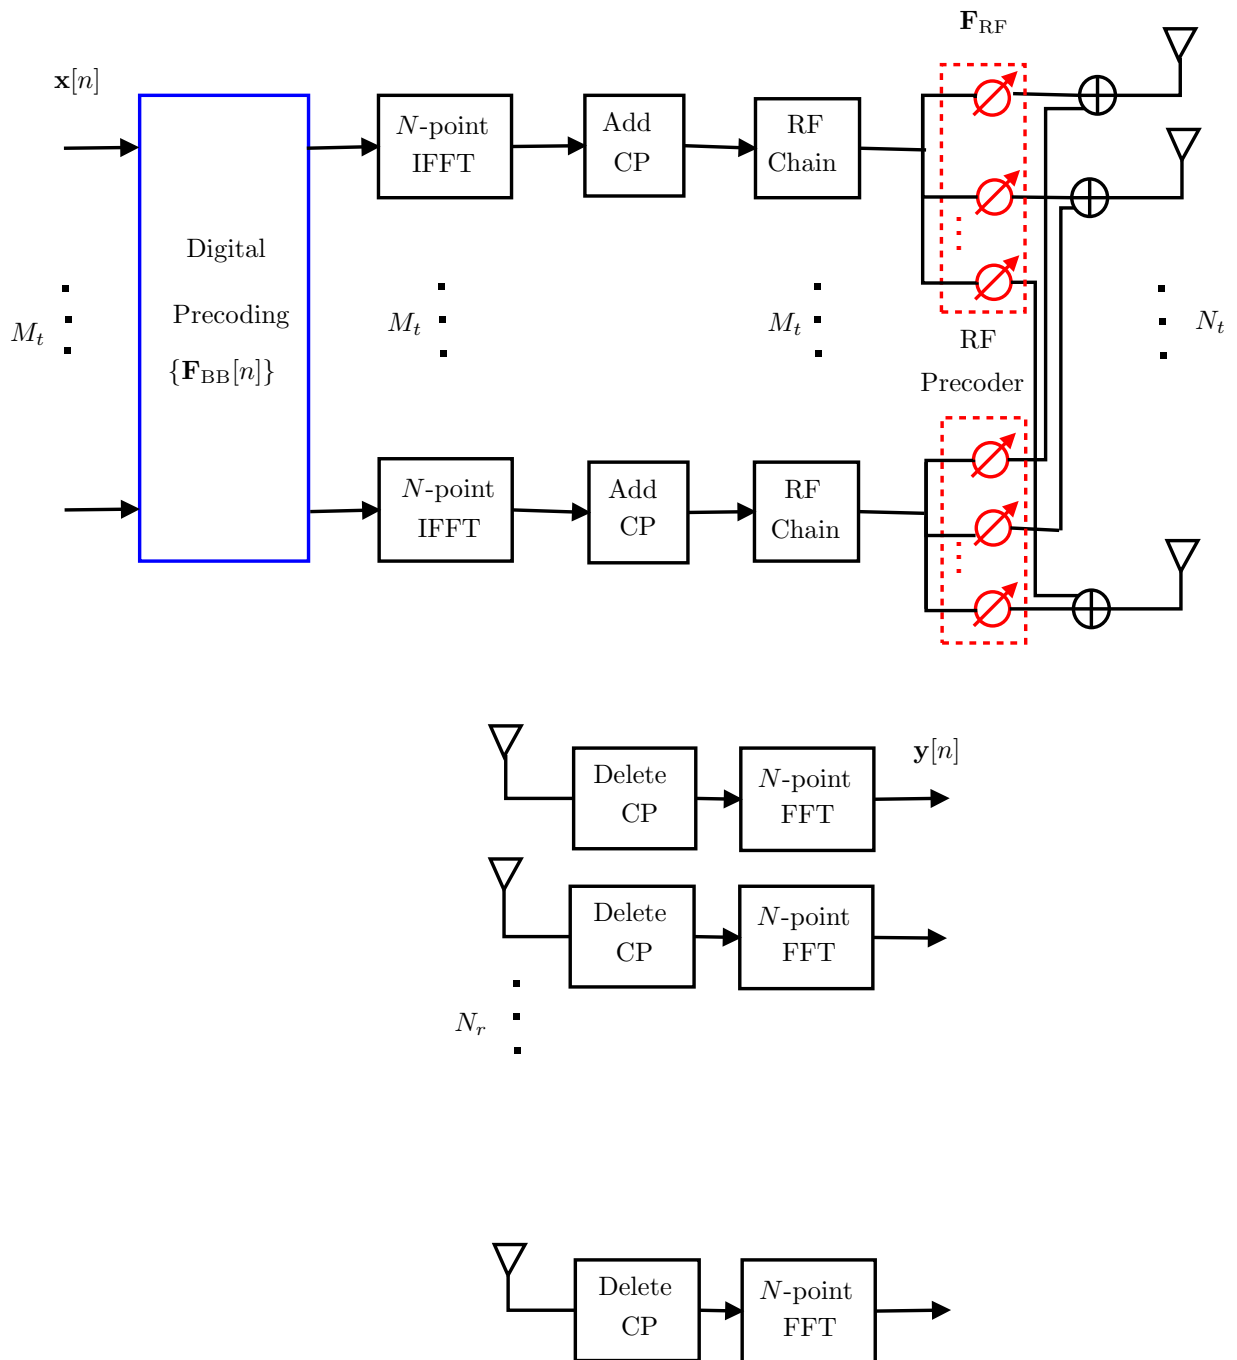 𝐅_RF
𝐱[n]
N-point
IFFT
Add
CP
RF
Chain
Digital
Precoding
{𝐅_BB[n]}
M_t
M_t
M_t
N_t
RF
Precoder
N-point
IFFT
Add
CP
RF
Chain
Delete
CP
N-point
FFT
𝐲[n]
Delete
CP
N-point
FFT
N_r
Delete
CP
N-point
FFT